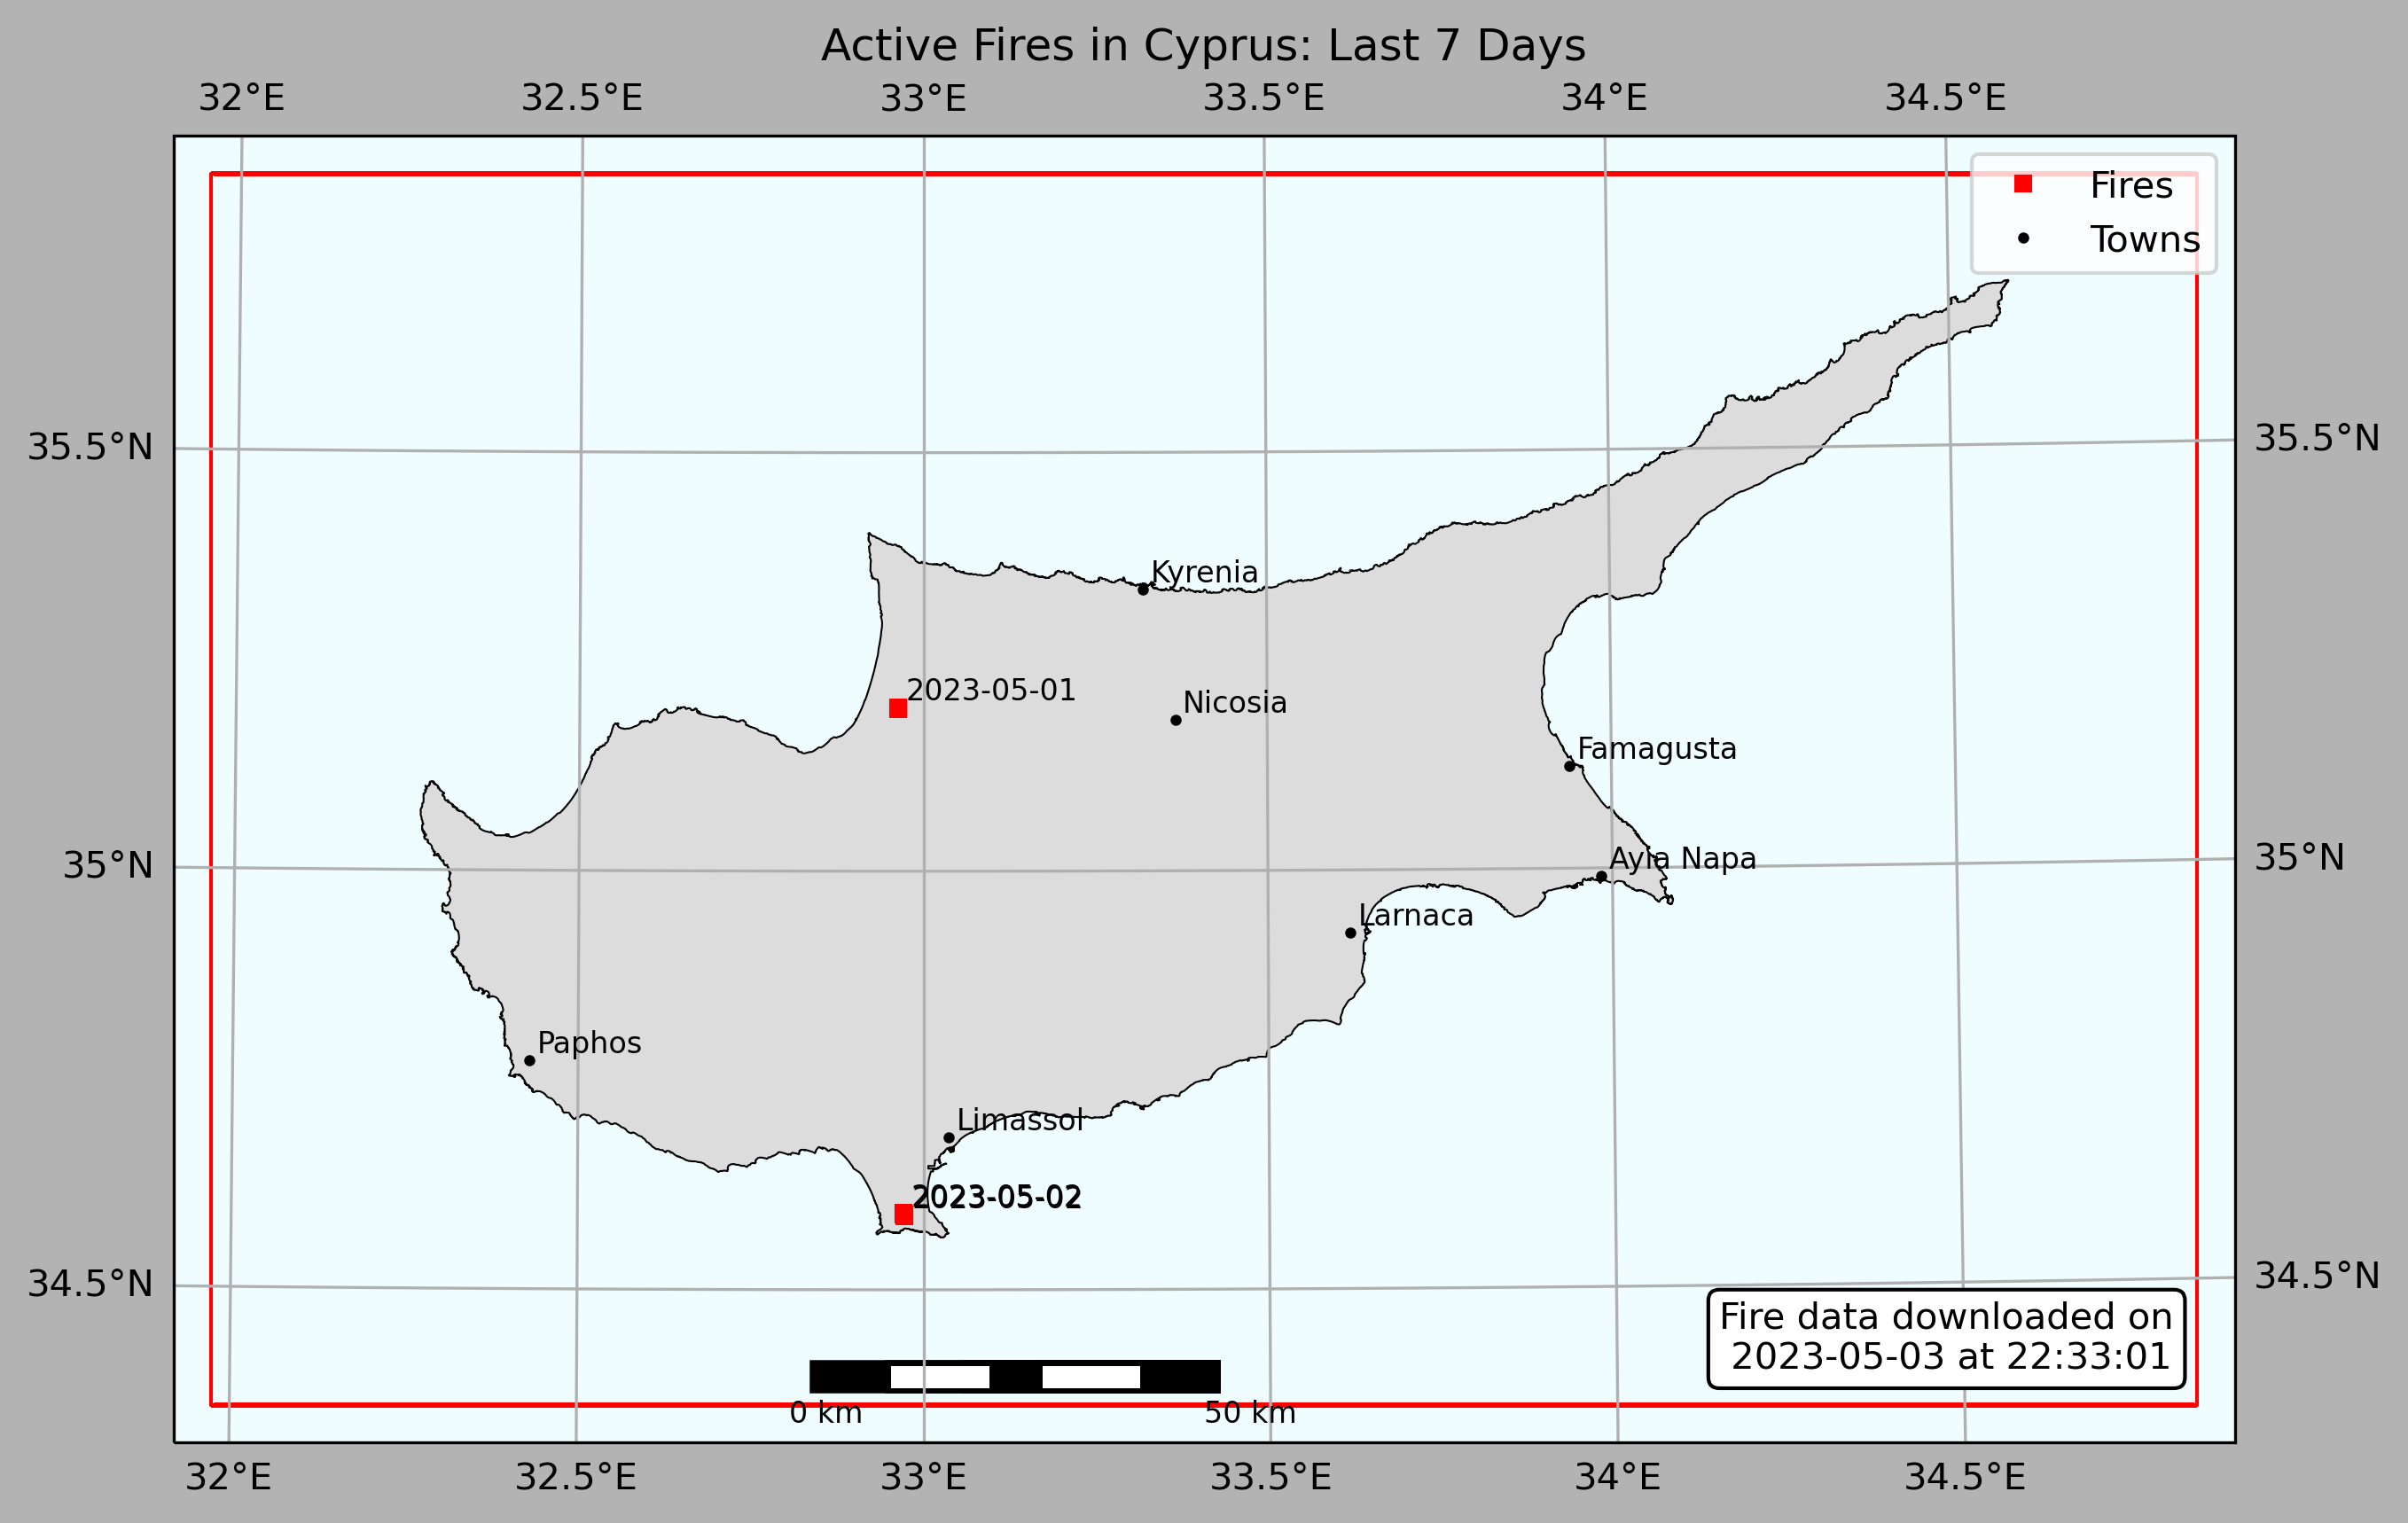 Active Fires in Cyprus: Last 7 Days
32°E 32.5°E 33°E 33.5°E 34°E 34.5°E
Fires
Towns
35.5°N 35.5°N
Kyrenia
2023-05-01
Nicosia
Famagusta
35°N 35°N
Ayia Napa
Larnaca
Paphos
Limassol
2023-05-02
34.5°N 34.5°N
Fire data downloaded on
2023-05-03 at 22:33:01
0 km 50 km
32°E 32.5°E 33°E 33.5°E 34°E 34.5°E